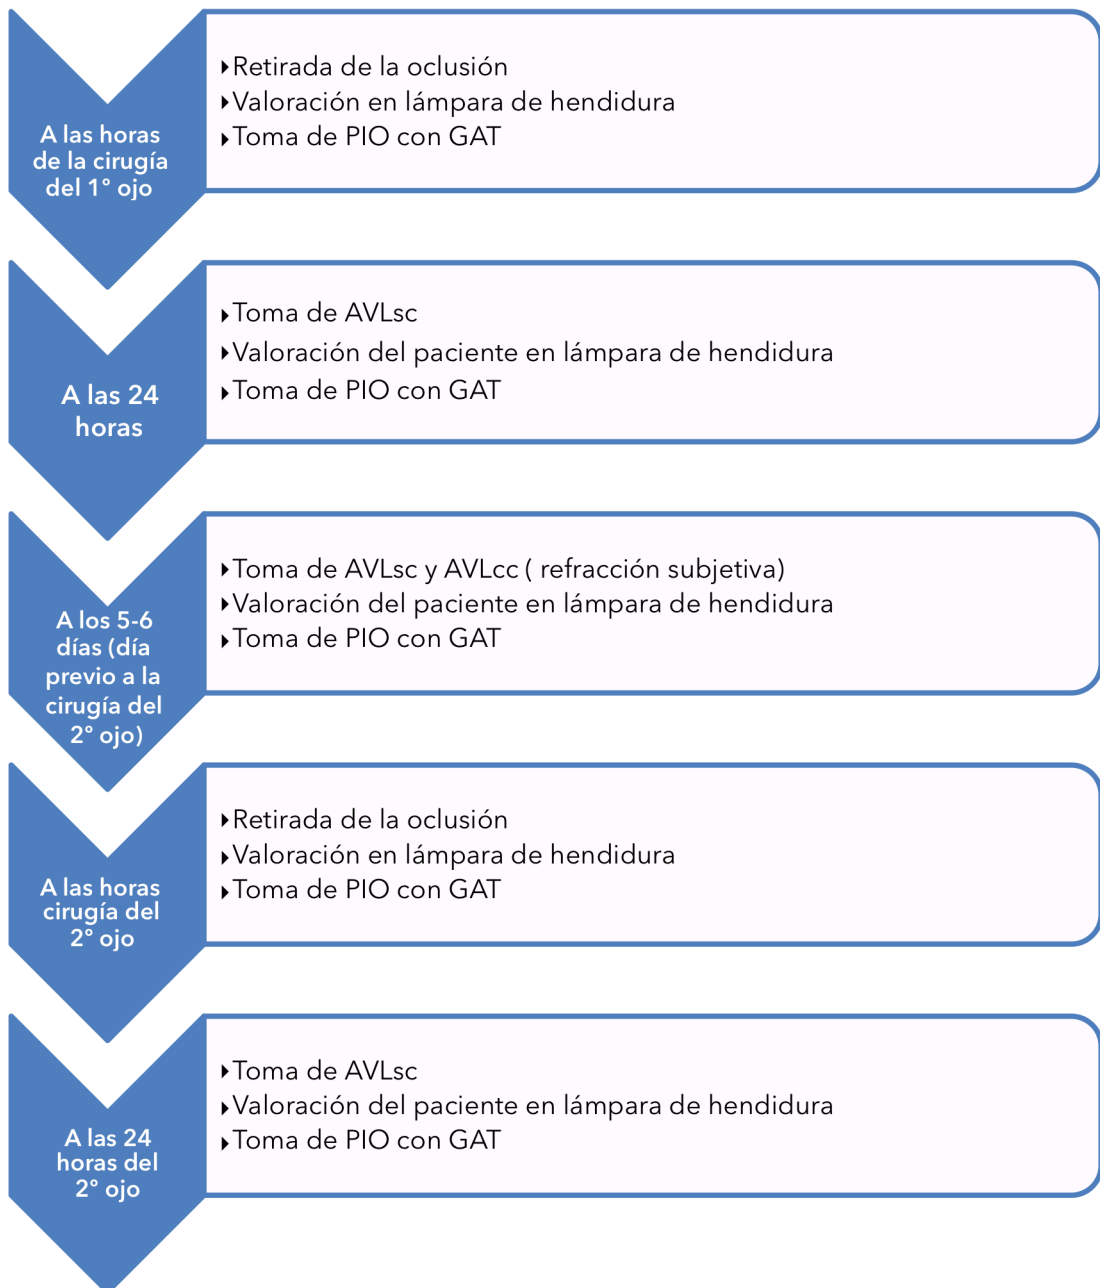 A las horas
de la cirugía
del 1° ojo
‣Retirada de la oclusión
‣Valoración en lámpara de hendidura
‣Toma de PIO con GAT
A las 24
horas
‣Toma de AVLsc
‣Valoración del paciente en lámpara de hendidura
‣Toma de PIO con GAT
A los 5-6
días (día
previo a la
cirugía del
2° ojo)
‣Toma de AVLsc y AVLcc ( refracción subjetiva)
‣Valoración del paciente en lámpara de hendidura
‣Toma de PIO con GAT
A las horas
cirugía del
2° ojo
‣Retirada de la oclusión
‣Valoración en lámpara de hendidura
‣Toma de PIO con GAT
A las 24
horas del
2° ojo
‣Toma de AVLsc
‣Valoración del paciente en lámpara de hendidura
‣Toma de PIO con GAT